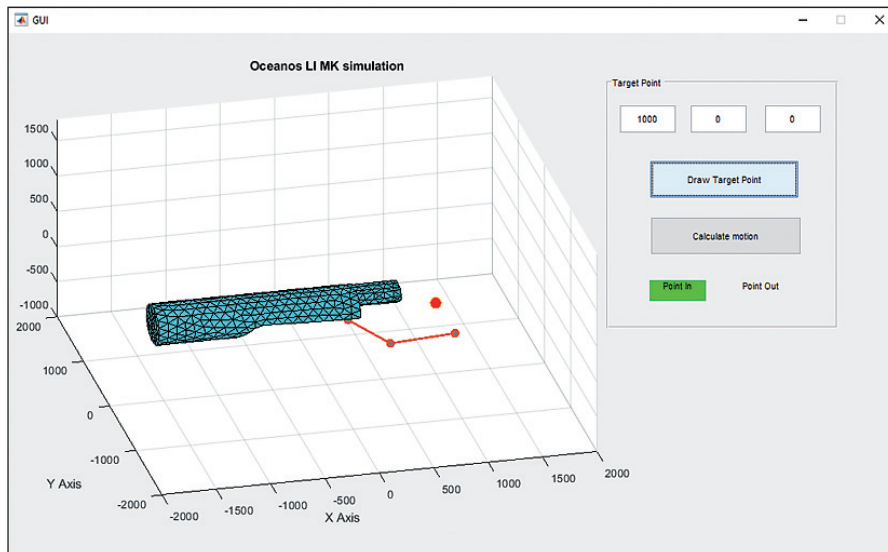 GUI
Oceanos LI MK simulation
1500
1000
500
0
-500
-1000
2000
1000
0
-1000
-2000
Y Axis
-2000
-1500
-1000
-500
0
500
1000
1500
2000
X Axis
Target Point
1000 0 0
Draw Target Point
Calculate motion
Point In Point Out